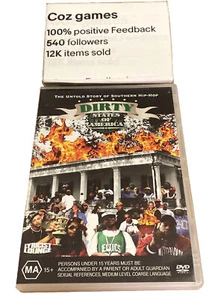 Coz games
100% positive Feedback
540 followers
12K items sold
THE UNTOLD STORY OF SOUTHERN HIP-HOP
DIRTY
STATES OF
AMERICA
STREET
LOUNGE
MA 15+
PERSONS UNDER 15 YEARS MUST BE
ACCOMPANIED BY A PARENT OR ADULT GUARDIAN
SEXUAL REFERENCES, MEDIUM LEVEL COARSE LANGUAGE
DVD